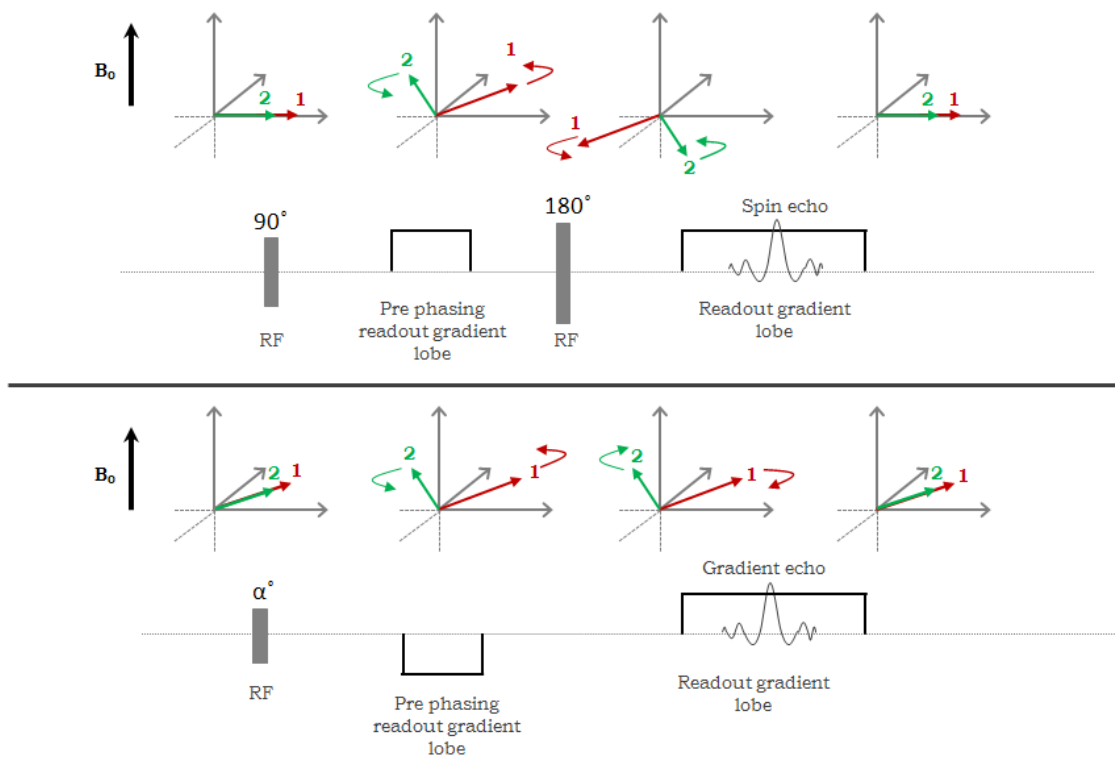 B₀
2 1
2 1
1 2
2 1
90°
180°
Spin echo
Pre phasing
readout gradient
lobe
Readout gradient
lobe
RF
RF
B₀
2 1
2 1
2 1
2 1
α°
Gradient echo
RF
Pre phasing
readout gradient
lobe
Readout gradient
lobe